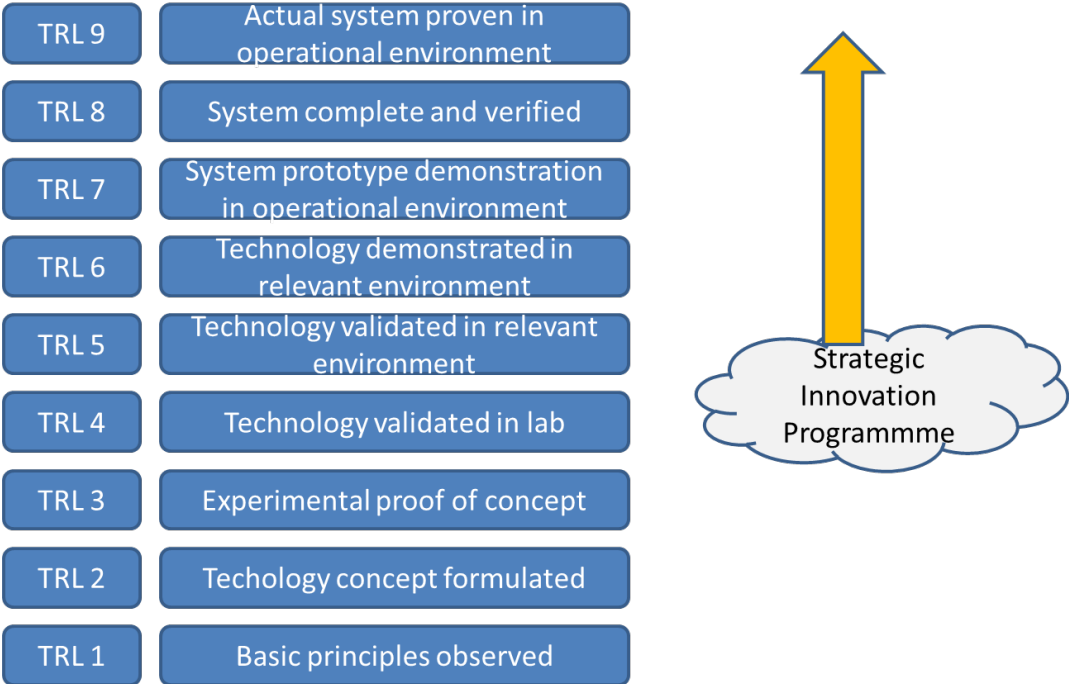 TRL 9
Actual system proven in
operational environment
TRL 8
System complete and verified
TRL 7
System prototype demonstration
in operational environment
TRL 6
Technology demonstrated in
relevant environment
TRL 5
Technology validated in relevant
environment
TRL 4
Technology validated in lab
TRL 3
Experimental proof of concept
TRL 2
Techology concept formulated
TRL 1
Basic principles observed
Strategic
Innovation
Programmme